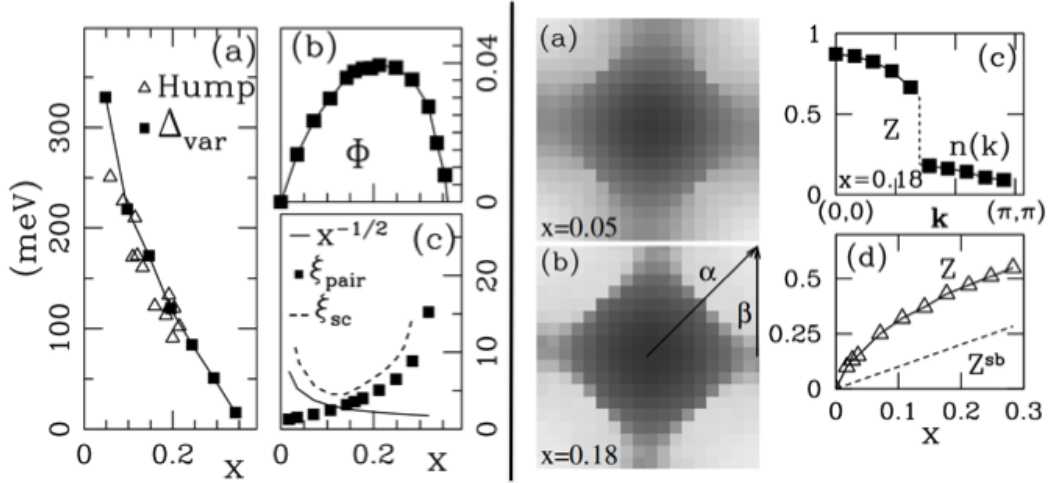 (a)
Hump
Δvar
300
200
100
0
(meV)
0.2
X
(b)
0.04
Φ
0
(c)
X^-1/2
ξpair
ξsc
20
10
0
0
0.2
X
(a)
x=0.05
(b)
α
β
x=0.18
(c)
1
0.5
0
Z
n(k)
x=0.18
(0,0)
k
(π,π)
(d)
0.5
0.25
0
Z
Z^sb
0
0.1
0.2
0.3
X